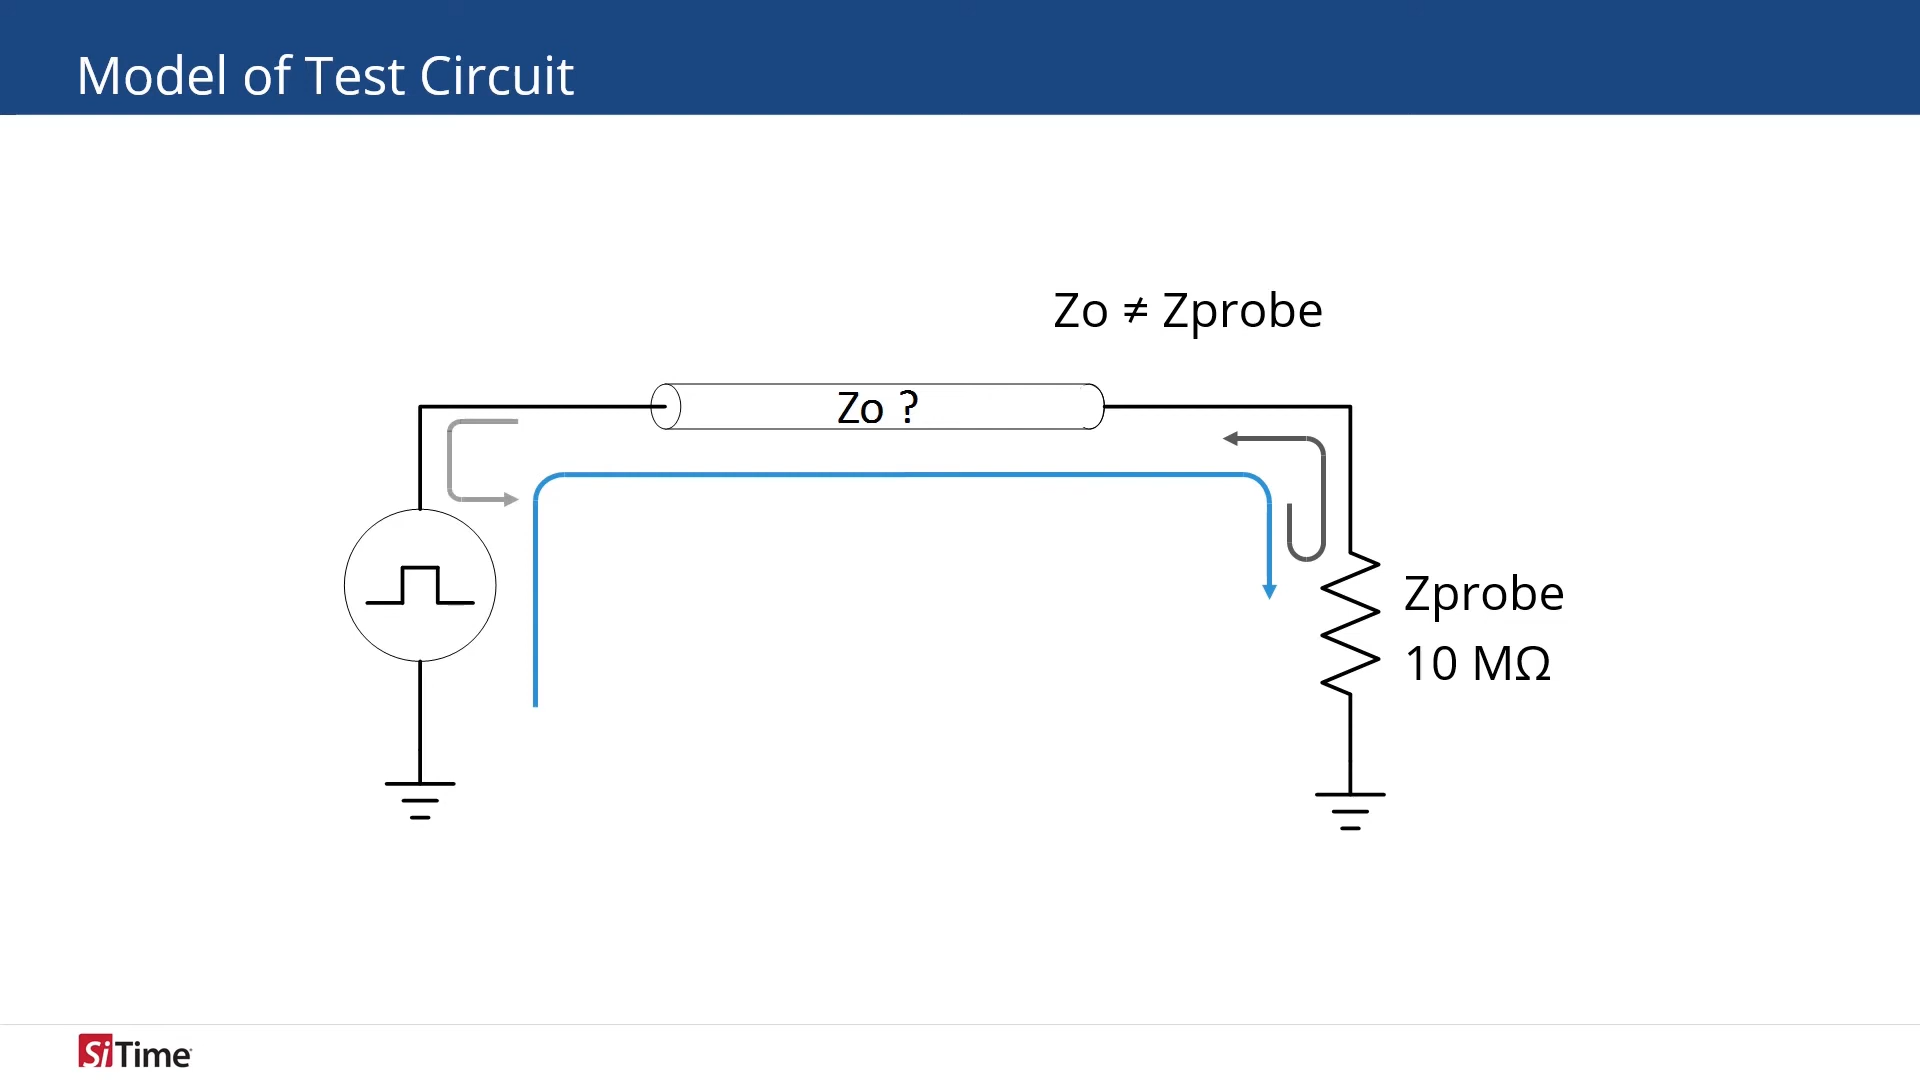 Model of Test Circuit
Zo ≠ Zprobe
Zo ?
Zprobe
10 MΩ
SiTime